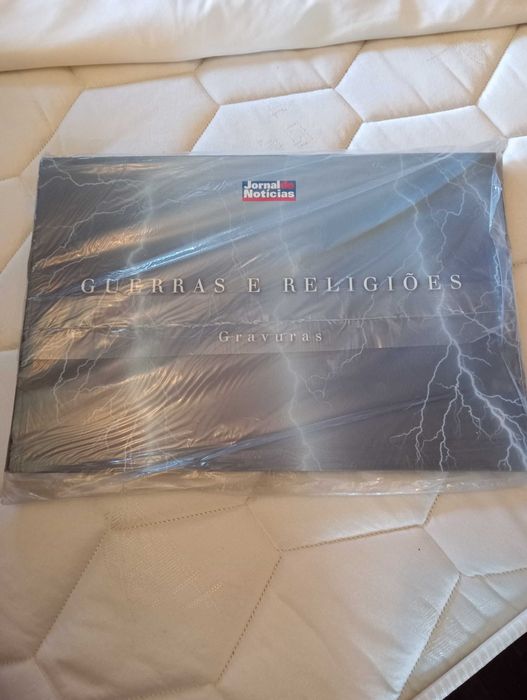 Jornal de
Notícias
GUERRAS E RELIGIÕES
Gravuras